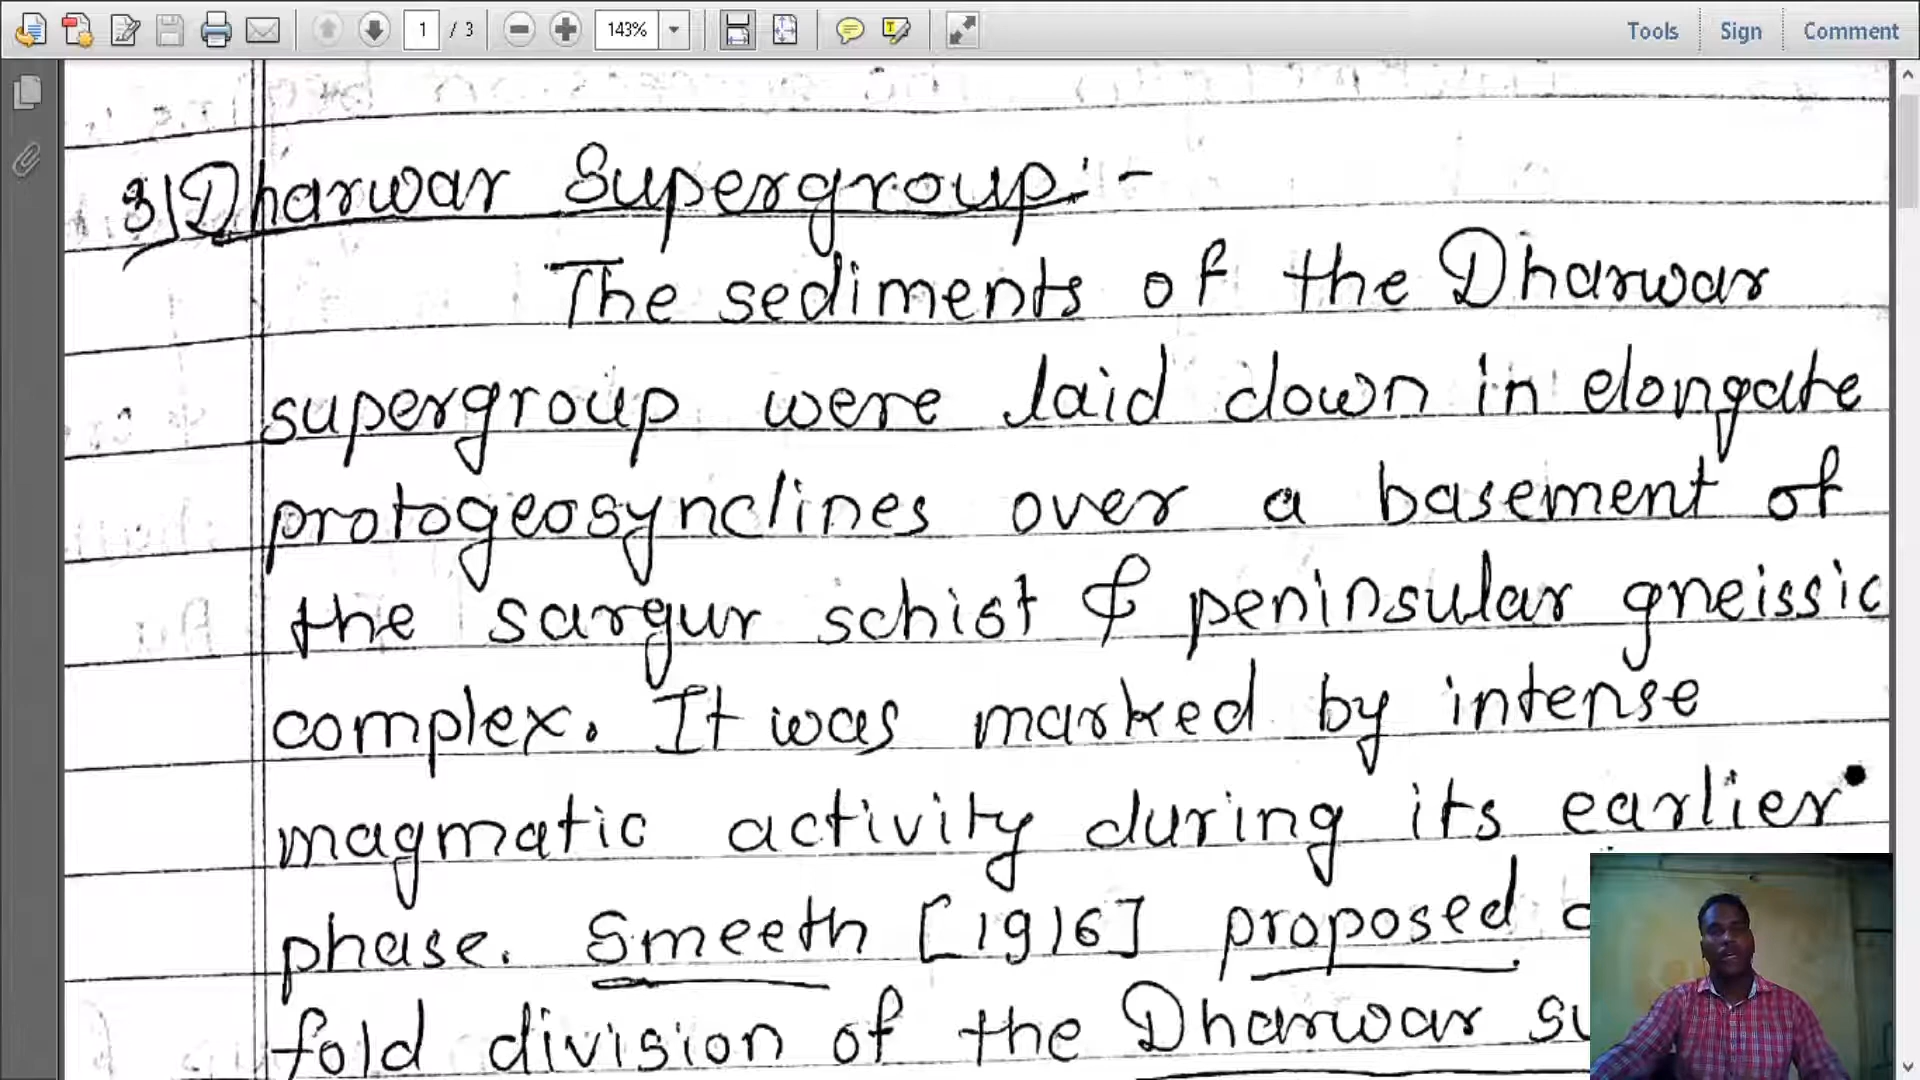 1 / 3
143%
Tools
Sign
Comment
3) Dharwar Supergroup:-
The sediments of the Dharwar
supergroup were laid down in elongate
protogeosynclines over a basement of
the sargur schist & peninsular gneissic
complex. It was marked by intense
magmatic activity during its earlier
phase. Smeeth [1916] proposed
fold division of the Dharwar